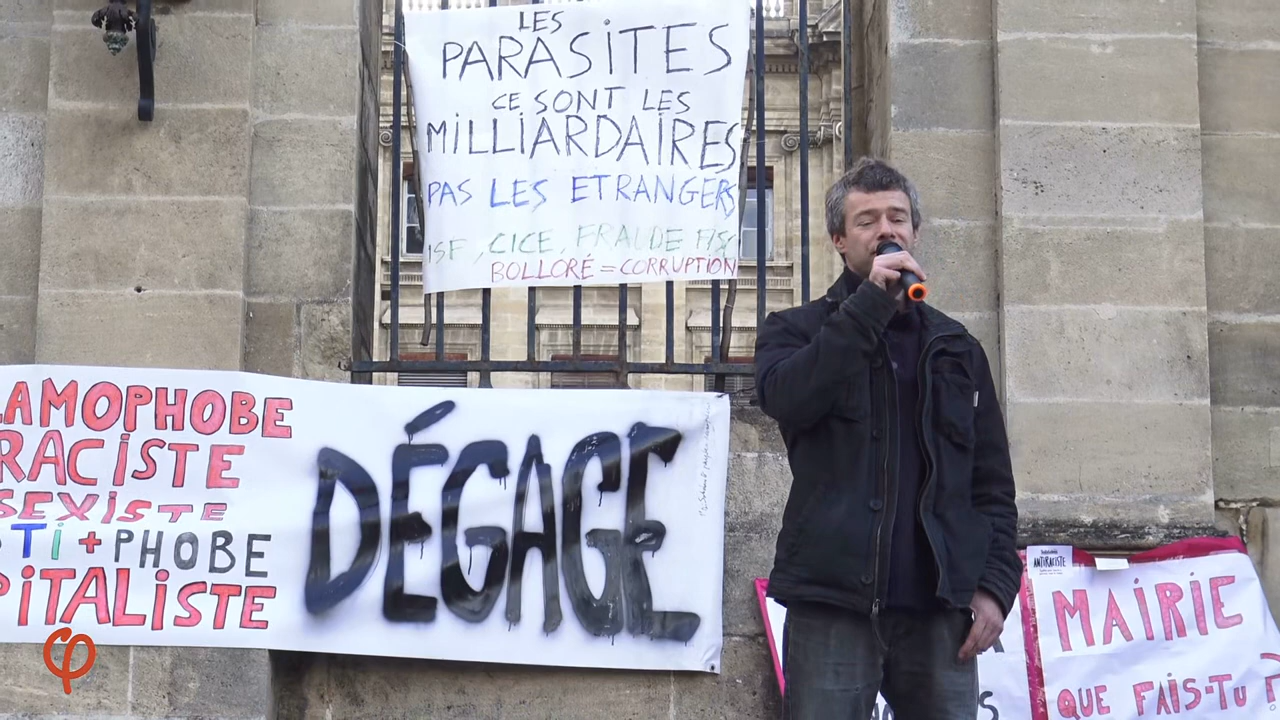 LES
PARASITES
CE SONT LES
MILLIARDAIRES
PAS LES ETRANGERS
ISF, CICE, FRAUDE FISC
BOLLORÉ = CORRUPTION
LAMOPHOBE
RACISTE
SEXISTE
TI+PHOBE
PITALISTE
DÉGAGE
ANTIRACISTE
MAIRIE
QUE FAIS-TU ?